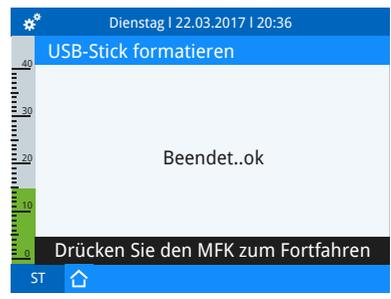 Dienstag l 22.03.2017 l 20:36
USB-Stick formatieren
40
30
20
10
0
Beendet..ok
Drücken Sie den MFK zum Fortfahren
ST